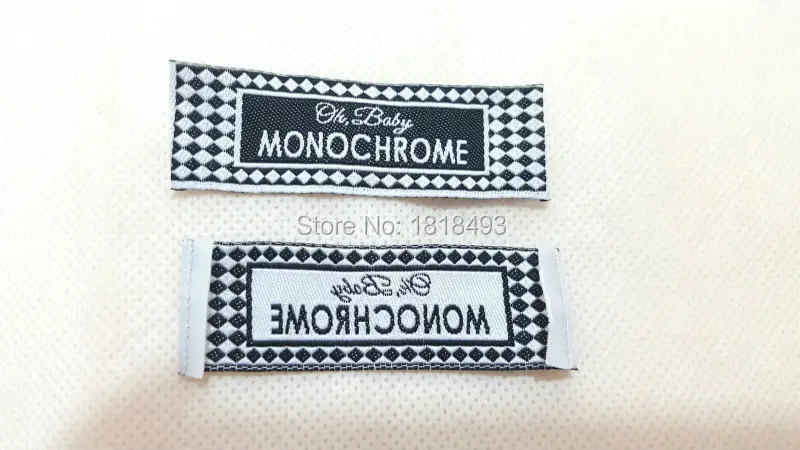 Oh, Baby
MONOCHROME
Store No: 1818493
Oh, Baby
MONOCHROME